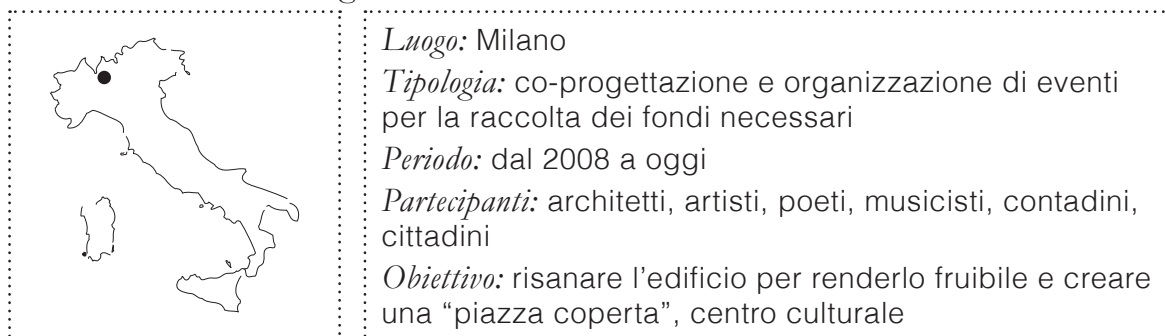 Luogo: Milano
Tipologia: co-progettazione e organizzazione di eventi
per la raccolta dei fondi necessari
Periodo: dal 2008 a oggi
Partecipanti: architetti, artisti, poeti, musicisti, contadini,
cittadini
Obiettivo: risanare l’edificio per renderlo fruibile e creare
una “piazza coperta”, centro culturale